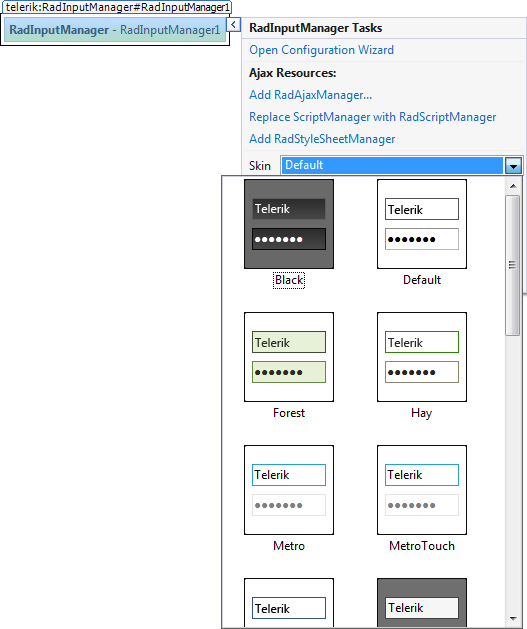 telerik:RadInputManager#RadInputManager1
RadInputManager - RadInputManager1
RadInputManager Tasks
Open Configuration Wizard
Ajax Resources:
Add RadAjaxManager...
Replace ScriptManager with RadScriptManager
Add RadStyleSheetManager
Skin Default
Telerik Telerik
Black Default
Telerik Telerik
Forest Hay
Telerik Telerik
Metro MetroTouch
Telerik Telerik